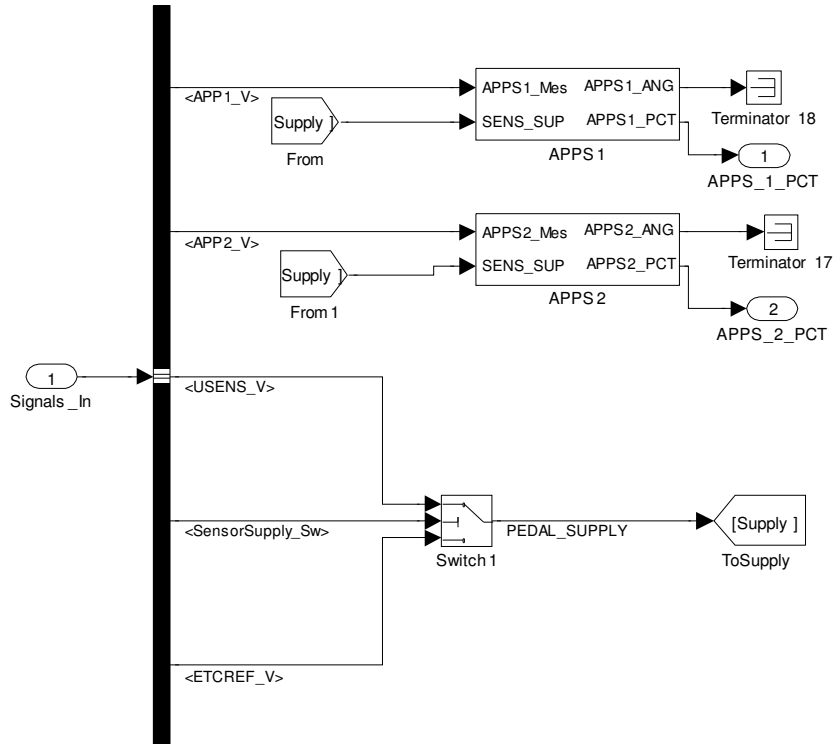 <APP1_V>
Supply ]
From
APPS1_Mes
APPS1_ANG
SENS_SUP
APPS1_PCT
APPS 1
Terminator 18
1
APPS_1_PCT
<APP2_V>
Supply ]
From 1
APPS2_Mes
APPS2_ANG
SENS_SUP
APPS2_PCT
APPS 2
Terminator 17
2
APPS_2_PCT
1
Signals _In
<USENS_V>
<SensorSupply_Sw>
Switch 1
PEDAL_SUPPLY
[Supply ]
ToSupply
<ETCREF_V>